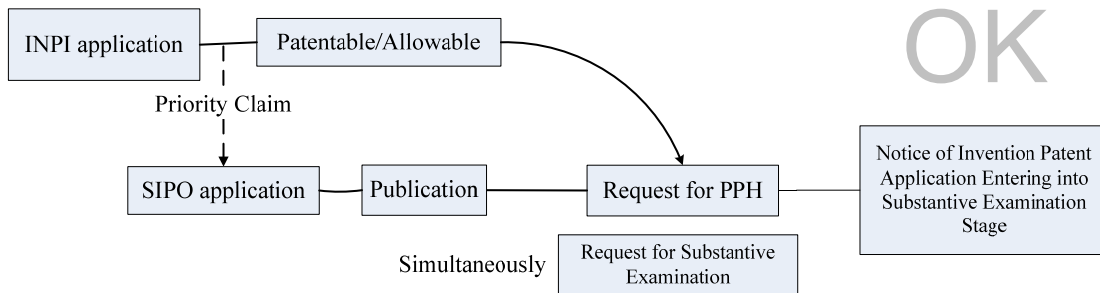 INPI application
Patentable/Allowable
OK
Priority Claim
SIPO application
Publication
Request for PPH
Notice of Invention Patent
Application Entering into
Substantive Examination
Stage
Simultaneously
Request for Substantive
Examination